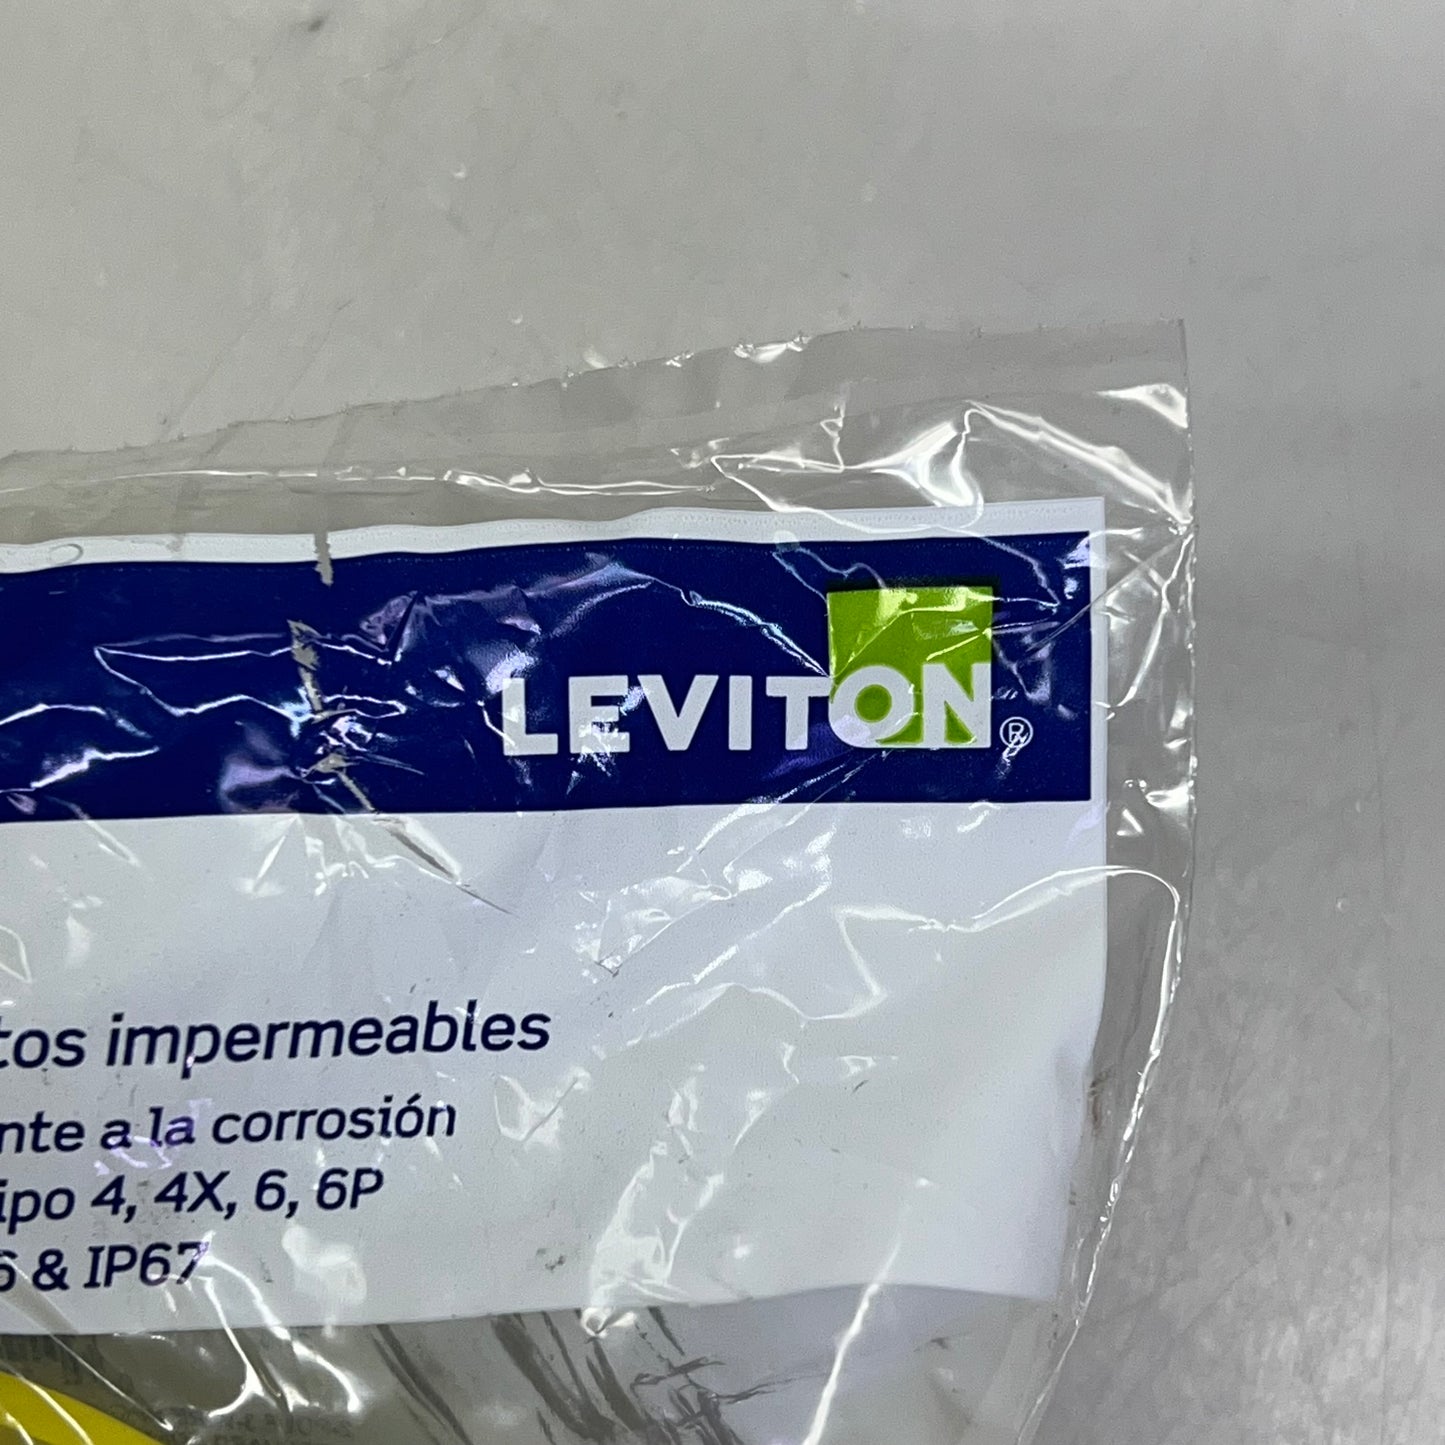 LEVITON®
tos impermeables
nte a la corrosión
ipo 4, 4X, 6, 6P
6 & IP67